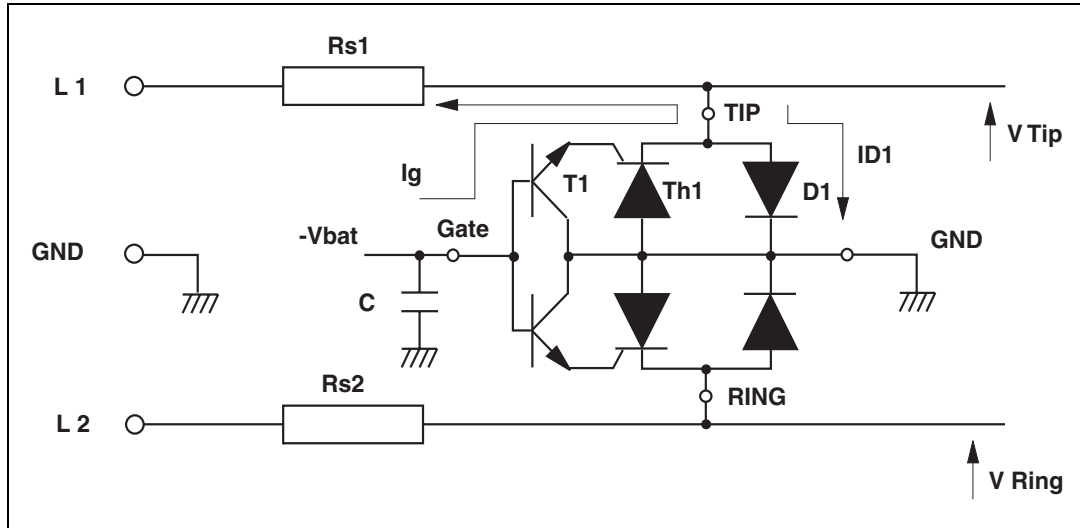 Rs1
L 1
TIP
V Tip
ID1
Ig
T1
Th1
D1
-Vbat
Gate
GND
GND
C
Rs2
RING
L 2
V Ring